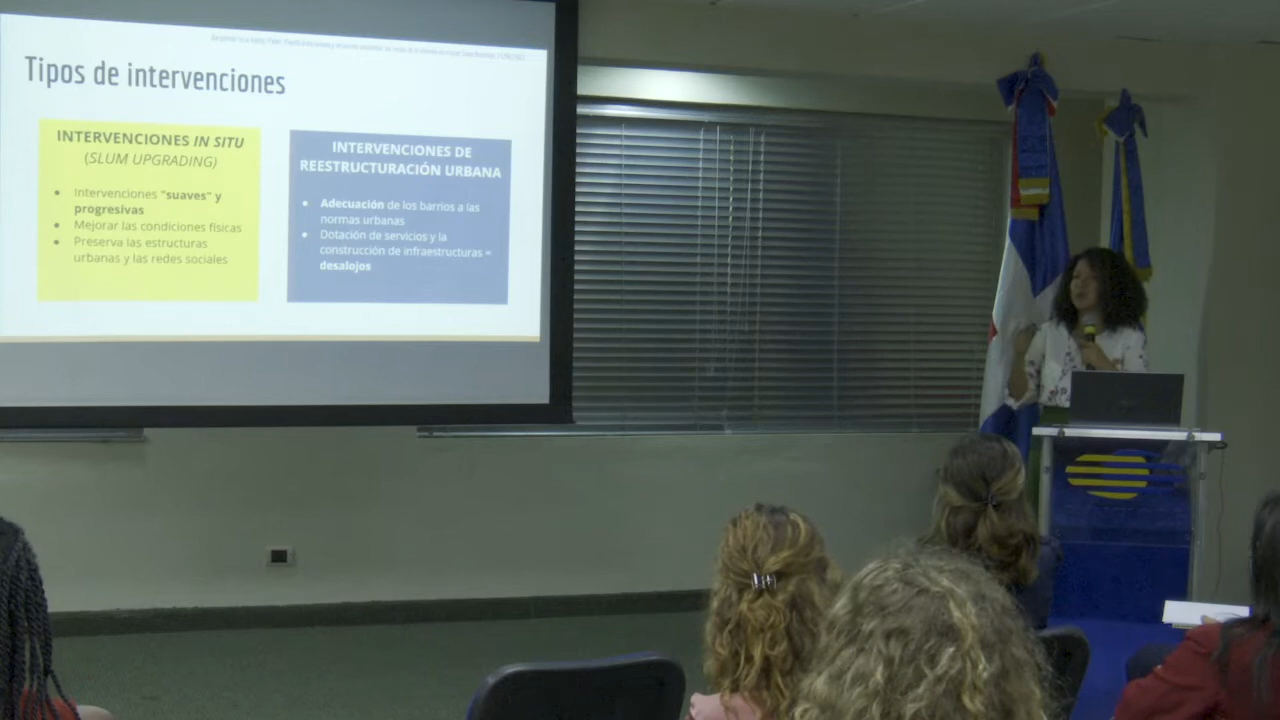 Tipos de intervenciones
INTERVENCIONES IN SITU
(SLUM UPGRADING)
● Intervenciones "suaves" y
progresivas
● Mejorar las condiciones físicas
● Preserva las estructuras
urbanas y las redes sociales
INTERVENCIONES DE
REESTRUCTURACIÓN URBANA
● Adecuación de los barrios a las
normas urbanas
● Dotación de servicios y la
construcción de infraestructuras =
desalojos